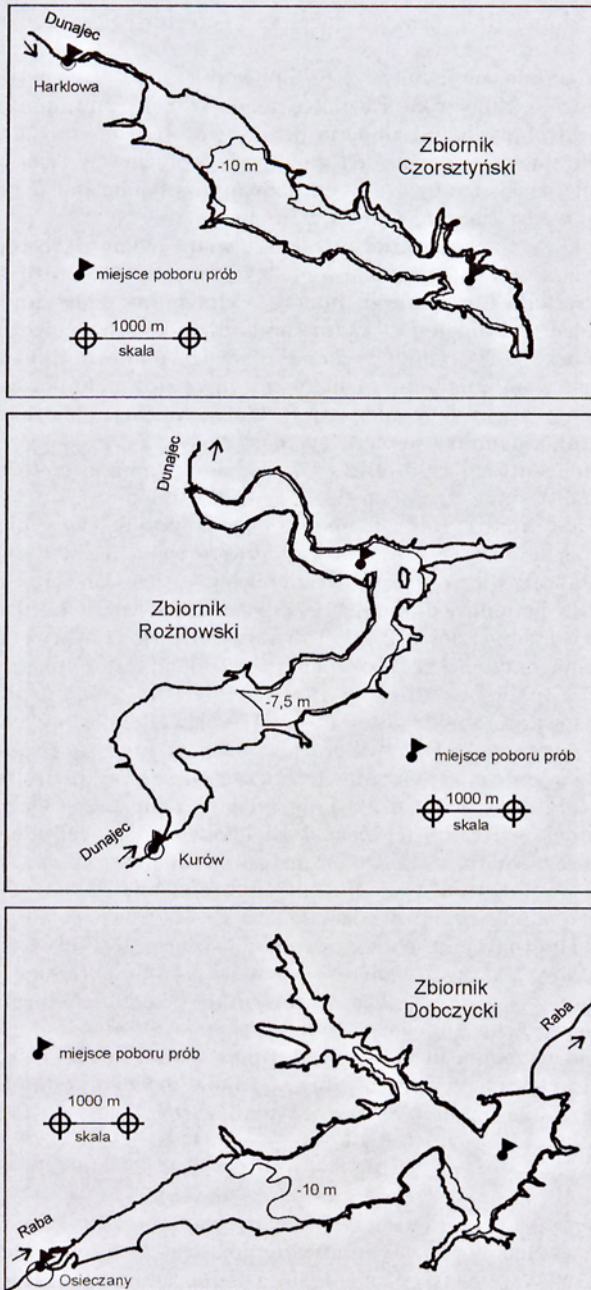 Dunajec
Harklowa
Zbiornik
Czorsztyński
-10 m
miejsce poboru prób
1000 m
skala
Dunajec
Zbiornik
Rożnowski
-7,5 m
miejsce poboru prób
1000 m
skala
Dunajec
Kurów
Zbiornik
Dobczycki
Raba
miejsce poboru prób
1000 m
skala
-10 m
Raba
Osieczany